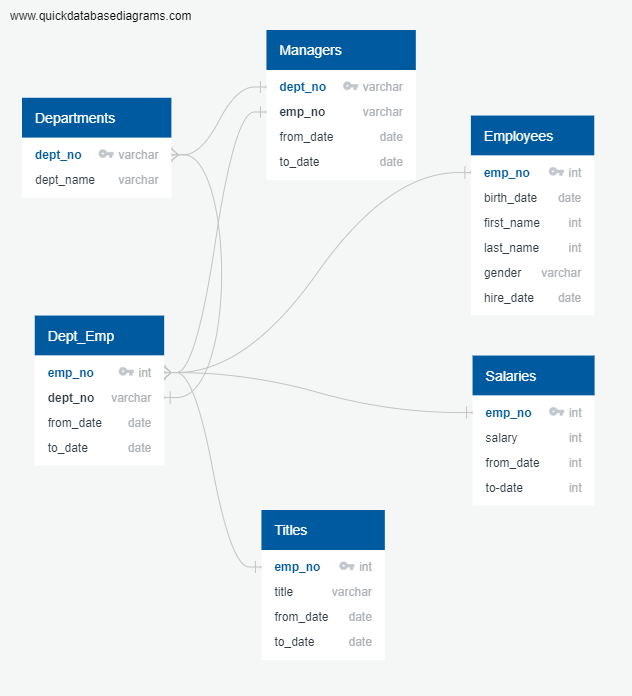 www.quickdatabasediagrams.com
Managers
dept_no varchar
emp_no varchar
from_date date
to_date date
Departments
dept_no varchar
dept_name varchar
Employees
emp_no int
birth_date date
first_name int
last_name int
gender varchar
hire_date date
Dept_Emp
emp_no int
dept_no varchar
from_date date
to_date date
Salaries
emp_no int
salary int
from_date int
to-date int
Titles
emp_no int
title varchar
from_date date
to_date date